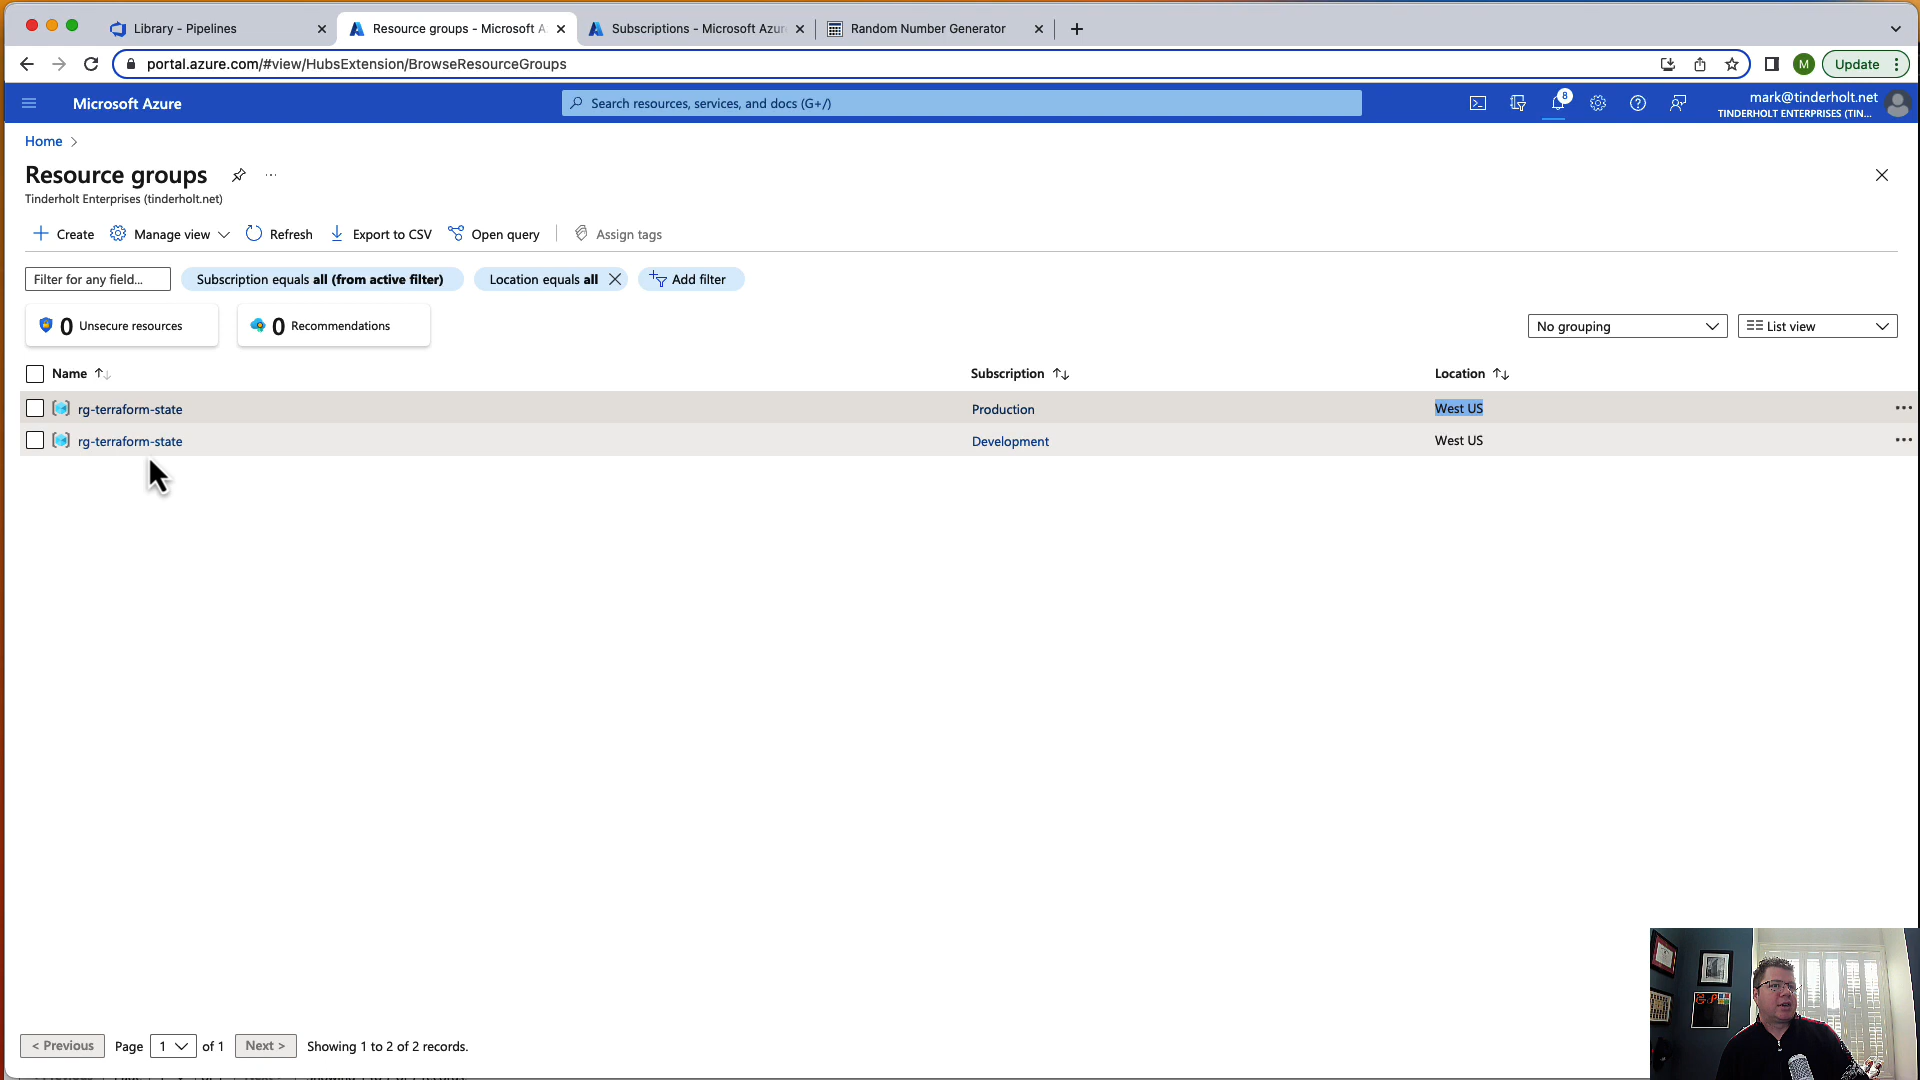 Library - Pipelines
Resource groups - Microsoft A
Subscriptions - Microsoft Azur
Random Number Generator
portal.azure.com/#view/HubsExtension/BrowseResourceGroups
M
Update
Microsoft Azure
Search resources, services, and docs (G+/)
8
mark@tinderholt.net
TINDERHOLT ENTERPRISES (TIN...
Home
Resource groups
Tinderholt Enterprises (tinderholt.net)
Create
Manage view
Refresh
Export to CSV
Open query
Assign tags
Filter for any field...
Subscription equals all (from active filter)
Location equals all
Add filter
0 Unsecure resources
0 Recommendations
No grouping
List view
Name
Subscription
Location
rg-terraform-state
Production
West US
rg-terraform-state
Development
West US
< Previous
Page
1
of 1
Next >
Showing 1 to 2 of 2 records.